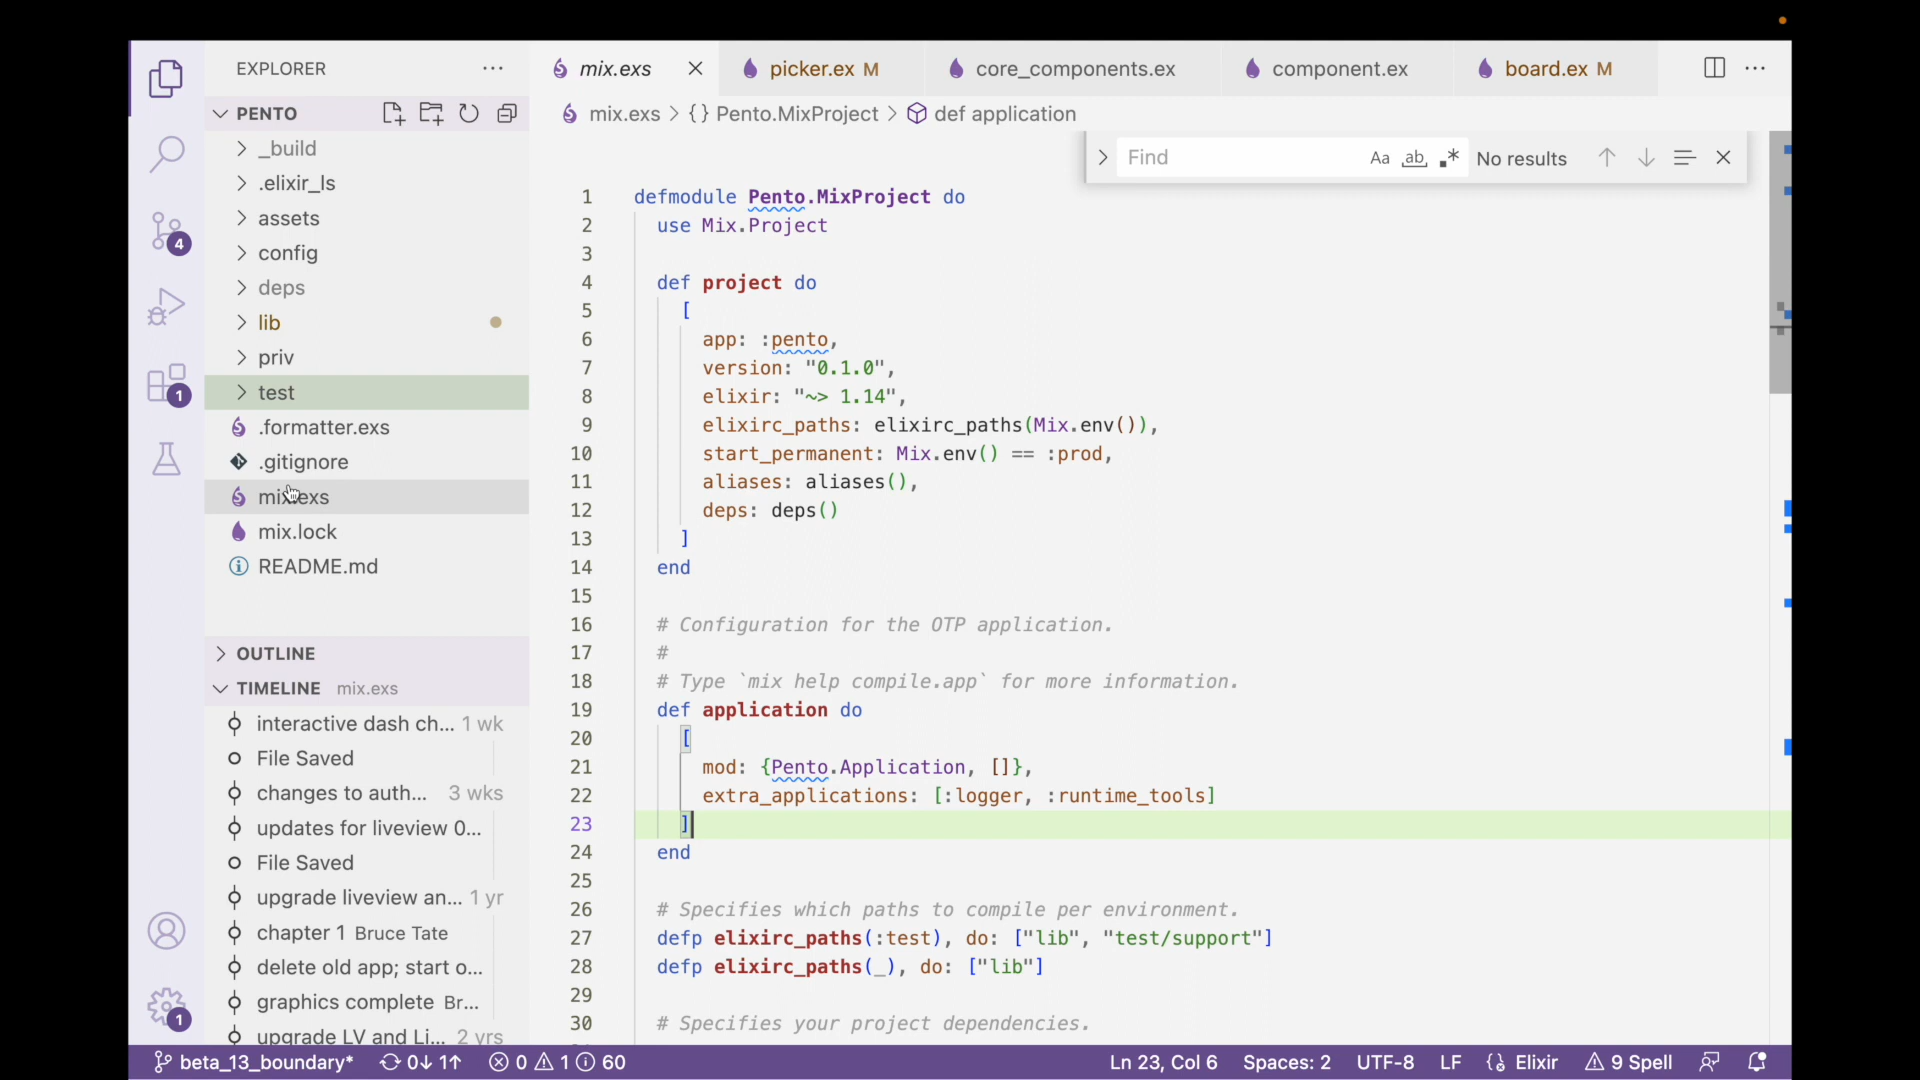 EXPLORER
mix.exs
picker.ex M
core_components.ex
component.ex
board.ex M
PENTO
mix.exs > {} Pento.MixProject > def application
Find
Aa ab .* No results
_build
.elixir_ls
assets
config
deps
lib
priv
test
.formatter.exs
.gitignore
mix.exs
mix.lock
README.md
OUTLINE
TIMELINE mix.exs
interactive dash ch... 1 wk
File Saved
changes to auth... 3 wks
updates for liveview 0...
File Saved
upgrade liveview an... 1 yr
chapter 1 Bruce Tate
delete old app; start o...
graphics complete Br...
upgrade LV and Li... 2 yrs
4
1
1
1 defmodule Pento.MixProject do
2 use Mix.Project
3
4 def project do
5 [
6 app: :pento,
7 version: "0.1.0",
8 elixir: "~> 1.14",
9 elixirc_paths: elixirc_paths(Mix.env()),
10 start_permanent: Mix.env() == :prod,
11 aliases: aliases(),
12 deps: deps()
13 ]
14 end
15
16 # Configuration for the OTP application.
17 #
18 # Type `mix help compile.app` for more information.
19 def application do
20 [
21 mod: {Pento.Application, []},
22 extra_applications: [:logger, :runtime_tools]
23 ]
24 end
25
26 # Specifies which paths to compile per environment.
27 defp elixirc_paths(:test), do: ["lib", "test/support"]
28 defp elixirc_paths(_), do: ["lib"]
29
30 # Specifies your project dependencies.
beta_13_boundary* 0↓ 1↑ 0 1 60
Ln 23, Col 6 Spaces: 2 UTF-8 LF Elixir 9 Spell